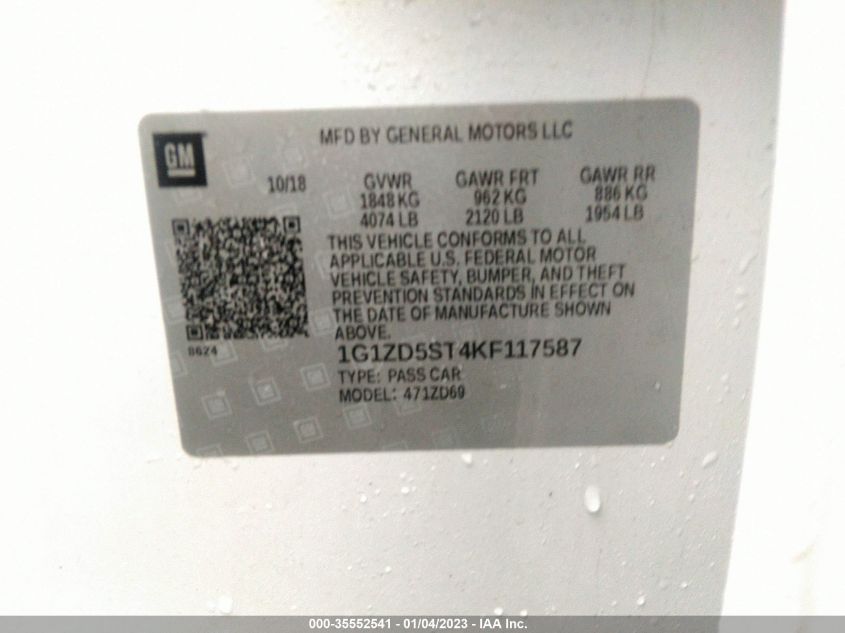 GM
MFD BY GENERAL MOTORS LLC
10/18
GVWR
1848 KG
4074 LB
GAWR FRT
962 KG
2120 LB
GAWR RR
886 KG
1954 LB
THIS VEHICLE CONFORMS TO ALL
APPLICABLE U.S. FEDERAL MOTOR
VEHICLE SAFETY, BUMPER, AND THEFT
PREVENTION STANDARDS IN EFFECT ON
THE DATE OF MANUFACTURE SHOWN
ABOVE.
8624
1G1ZD5ST4KF117587
TYPE: PASS CAR
MODEL: 471ZD69
000-35552541 - 01/04/2023 - IAA Inc.